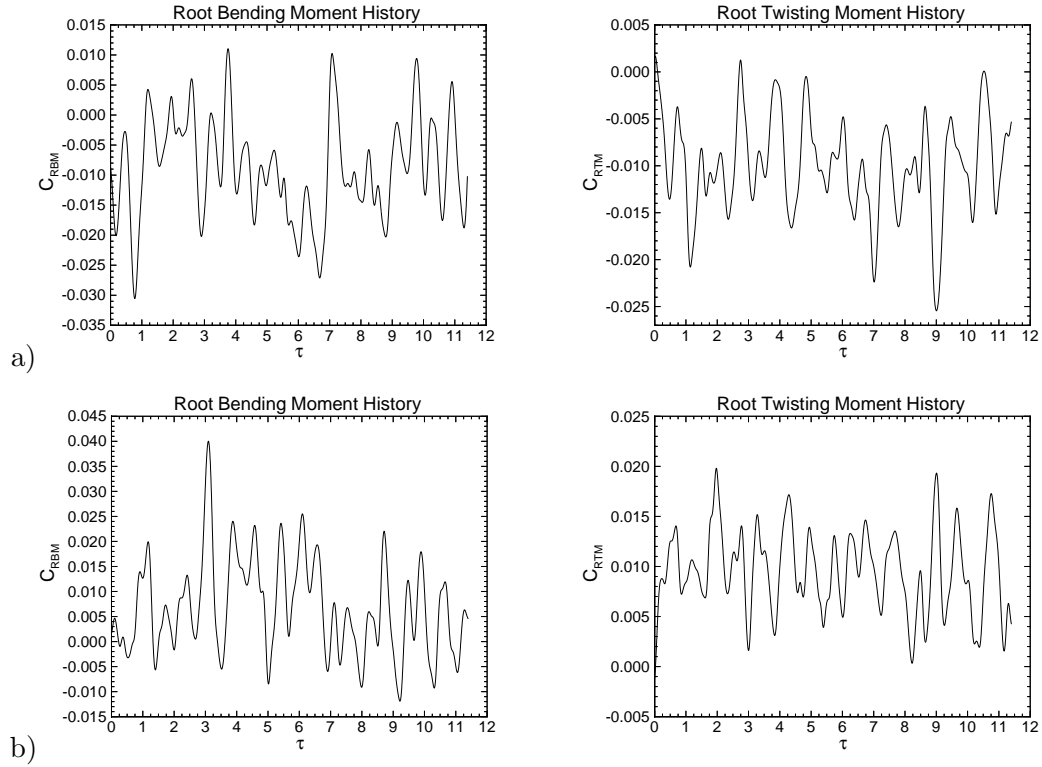 Root Bending Moment History
0.015
0.010
0.005
0.000
-0.005
-0.010
-0.015
-0.020
-0.025
-0.030
-0.035
C_RBM
0 1 2 3 4 5 6 7 8 9 10 11 12
τ
Root Twisting Moment History
0.005
0.000
-0.005
-0.010
-0.015
-0.020
-0.025
C_RTM
0 1 2 3 4 5 6 7 8 9 10 11 12
τ
a)
Root Bending Moment History
0.045
0.040
0.035
0.030
0.025
0.020
0.015
0.010
0.005
0.000
-0.005
-0.010
-0.015
C_RBM
0 1 2 3 4 5 6 7 8 9 10 11 12
τ
Root Twisting Moment History
0.025
0.020
0.015
0.010
0.005
0.000
-0.005
C_RTM
0 1 2 3 4 5 6 7 8 9 10 11 12
τ
b)